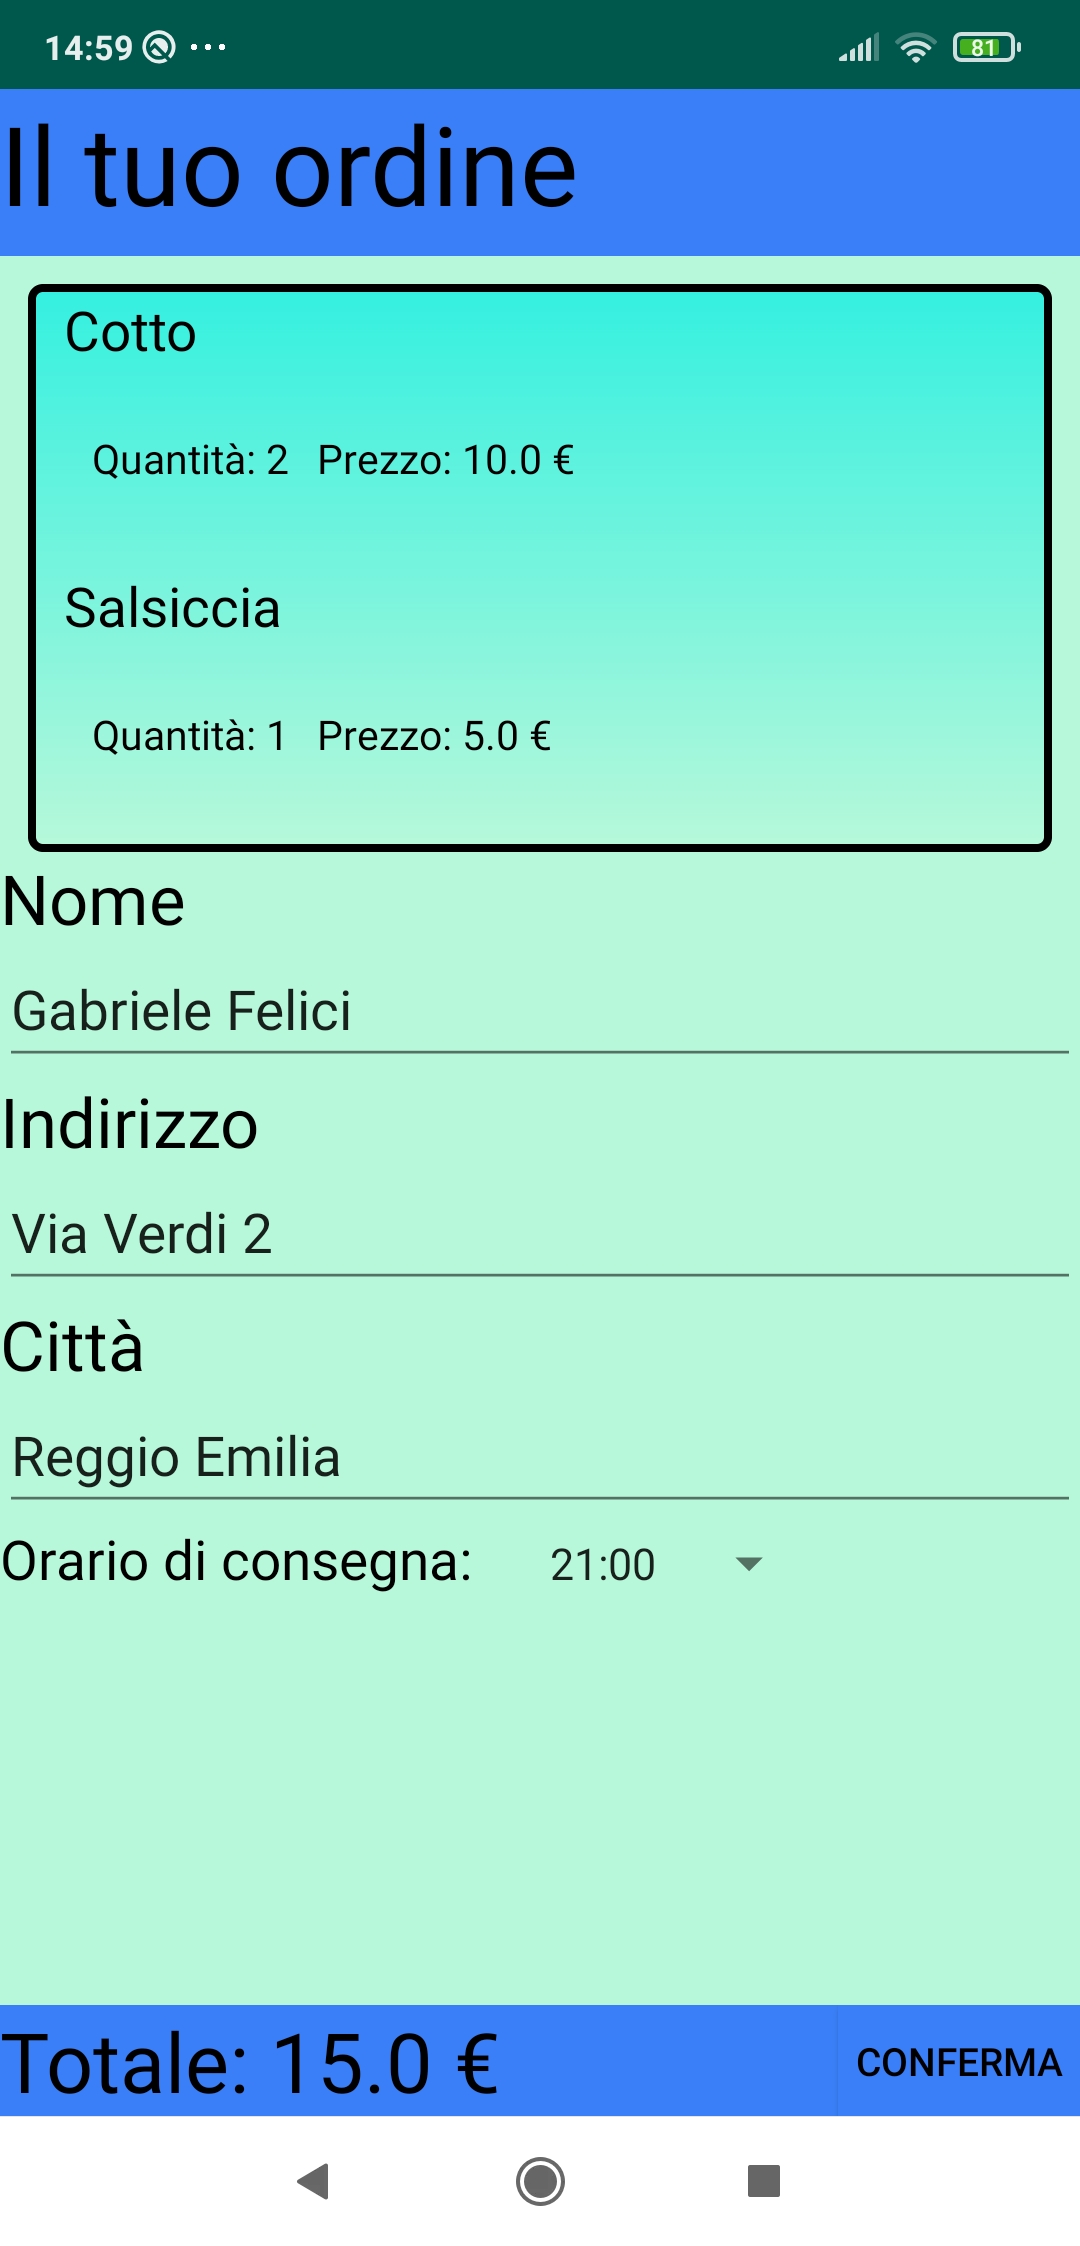 14:59
81
Il tuo ordine
Cotto
Quantità: 2 Prezzo: 10.0 €
Salsiccia
Quantità: 1 Prezzo: 5.0 €
Nome
Gabriele Felici
Indirizzo
Via Verdi 2
Città
Reggio Emilia
Orario di consegna: 21:00
Totale: 15.0 € CONFERMA